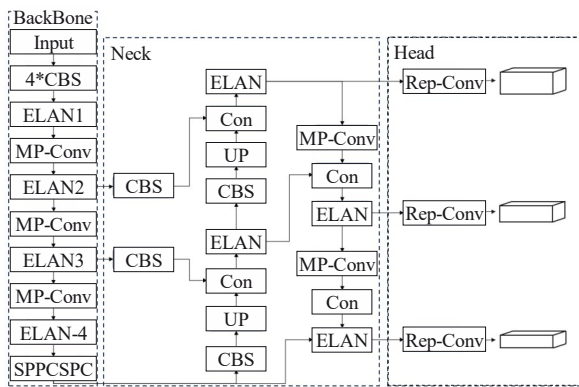 BackBone
Input
4*CBS
ELAN1
MP-Conv
ELAN2
MP-Conv
ELAN3
MP-Conv
ELAN-4
SPPCSPC
Neck
CBS
CBS
ELAN
Con
UP
CBS
ELAN
Con
UP
CBS
MP-Conv
Con
ELAN
MP-Conv
Con
ELAN
Head
Rep-Conv
Rep-Conv
Rep-Conv